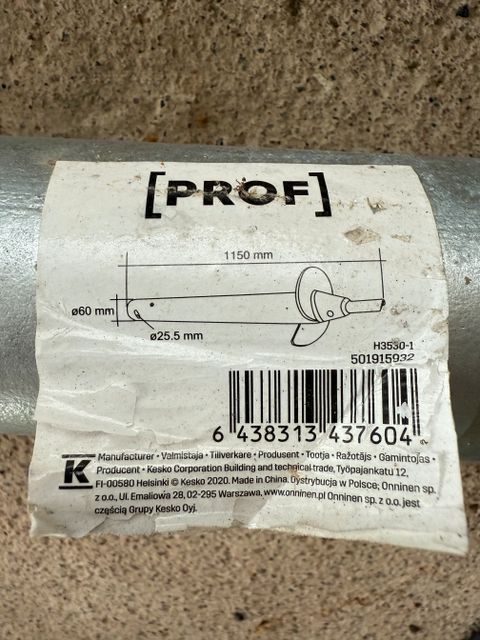 [PROF]
1150 mm
ø60 mm
ø25.5 mm
H3530-1
501915932
6 438313 437604
K Manufacturer • Valmistaja • Tillverkare • Produsent • Tootja • Ražotājs • Gamintojas •
Producent • Kesko Corporation Building and technical trade, Työpajankatu 12,
FI-00580 Helsinki © Kesko 2020. Made in China. Dystrybucja w Polsce; Onninen sp.
z o.o., Ul. Emaliowa 28, 02-295 Warszawa, www.onninen.pl Onninen sp. z o.o. jest
częścią Grupy Kesko Oyj.